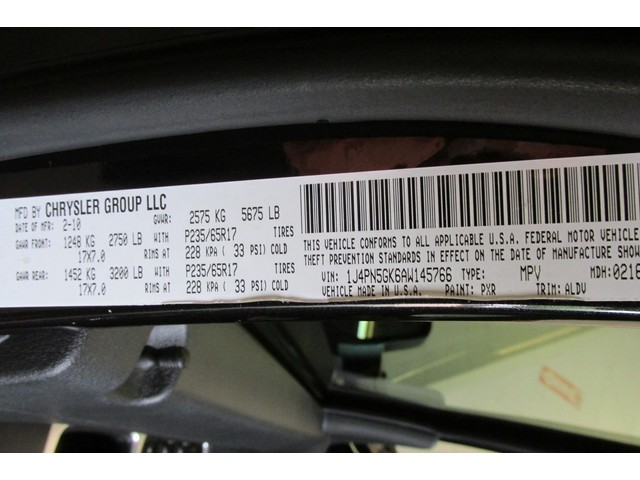 MFD BY CHRYSLER GROUP LLC
DATE OF MFR: 2-10 GVWR: 2575 KG 5675 LB
GAWR FRONT: 1248 KG 2750 LB WITH P235/65R17 TIRES
17X7.0 RIMS AT 228 KPA ( 33 PSI) COLD
GAWR REAR: 1452 KG 3200 LB WITH P235/65R17 TIRES
17X7.0 RIMS AT 228 KPA ( 33 PSI) COLD
THIS VEHICLE CONFORMS TO ALL APPLICABLE U.S.A. FEDERAL MOTOR VEHICLE
THEFT PREVENTION STANDARDS IN EFFECT ON THE DATE OF MANUFACTURE SHOW
VIN: 1J4PN5GK6AW145766 TYPE: MPV MDH:
MADE IN U.S.A. PAINT: PXR TRIM: ALDV